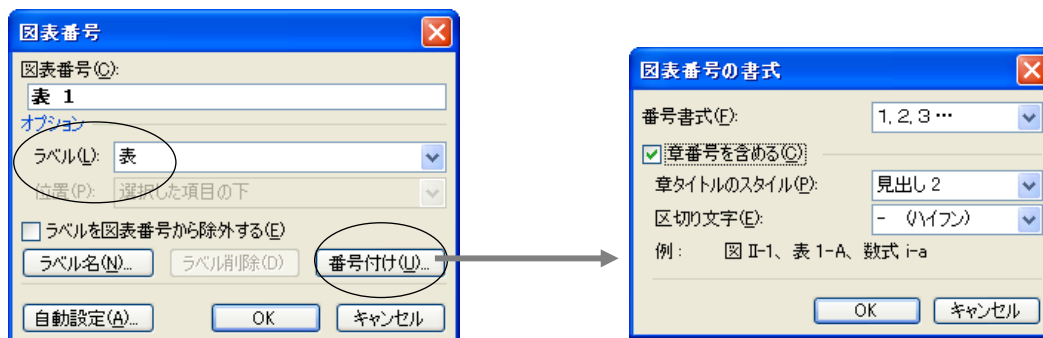 図表番号
図表番号(C):
表 1
オプション
ラベル(L): 表
位置(P): 選択した項目の下
ラベルを図表番号から除外する(E)
ラベル名(N)... ラベル削除(D) 番号付け(U)...
自動設定(A)... OK キャンセル
図表番号の書式
番号書式(F): 1, 2, 3 …
章番号を含める(C)
章タイトルのスタイル(P): 見出し 2
区切り文字(E): - (ハイフン)
例: 図 II-1、表 1-A、数式 i-a
OK キャンセル